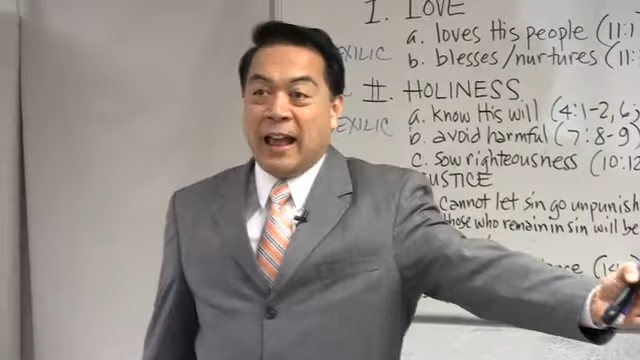 I. LOVE
a. loves His people (11:1
EXILIC b. blesses/nurtures (11:
II. HOLINESS
a. know His will (4:1-2, 6;
EXILIC b. avoid harmful (7:8-9)
c. sow righteousness (10:12
JUSTICE
cannot let sin go unpunish
those who remain in sin will be